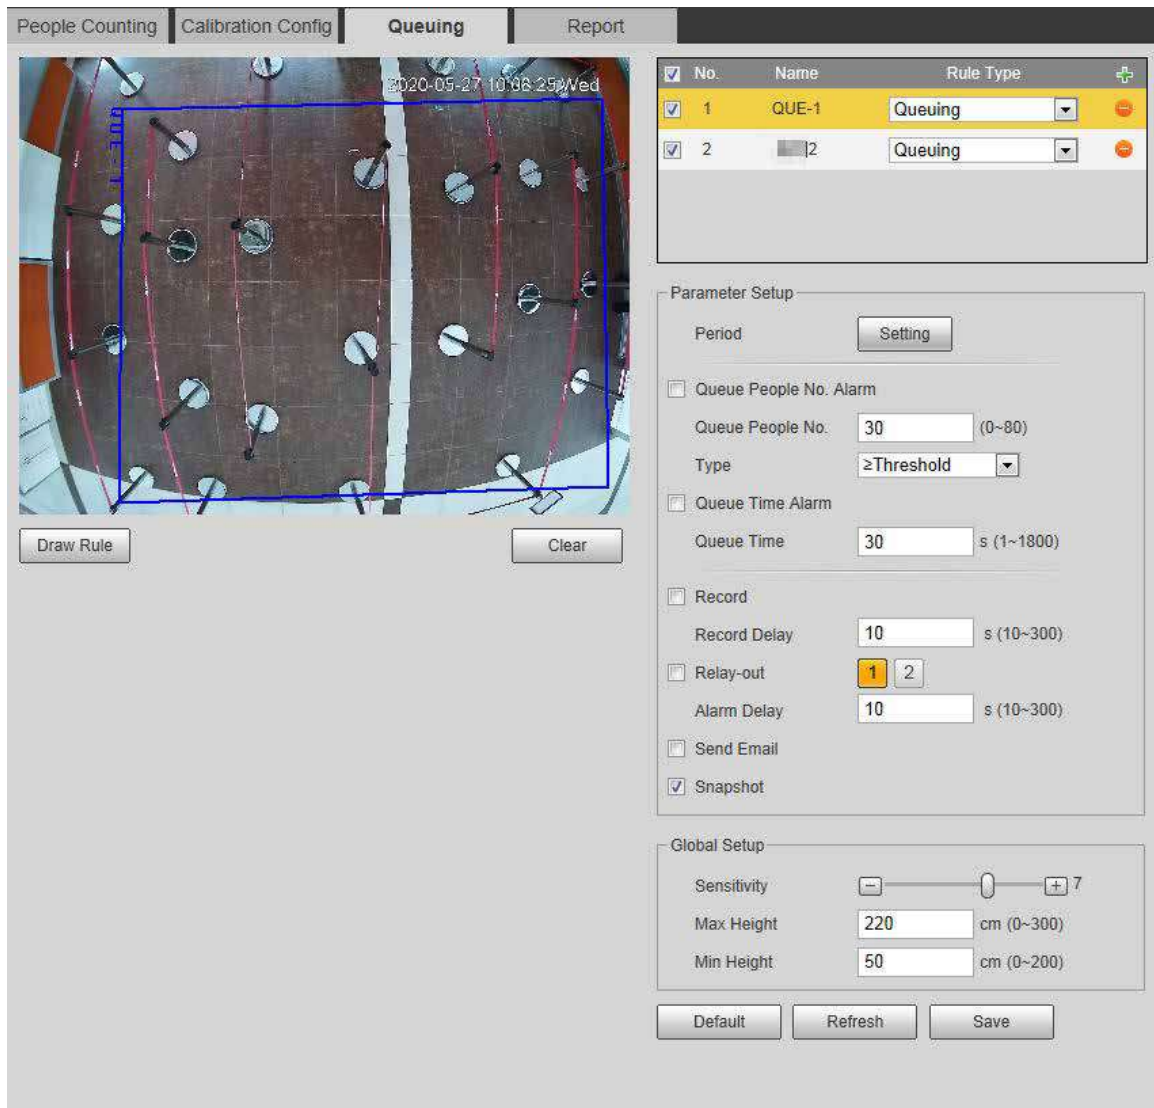 People Counting Calibration Config Queuing Report
2020-05-27 10:08:25 Wed
QUE-1
No. Name Rule Type
1 QUE-1 Queuing
2 2 Queuing
Parameter Setup
Period Setting
Queue People No. Alarm
Queue People No. 30 (0~80)
Type ≥Threshold
Queue Time Alarm
Queue Time 30 s (1~1800)
Draw Rule Clear
Record
Record Delay 10 s (10~300)
Relay-out 1 2
Alarm Delay 10 s (10~300)
Send Email
Snapshot
Global Setup
Sensitivity 7
Max Height 220 cm (0~300)
Min Height 50 cm (0~200)
Default Refresh Save